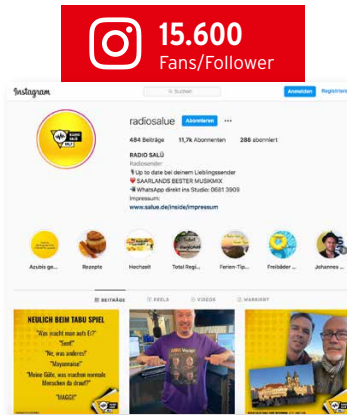 15.600
Fans/Follower
Instagram
Suchen
Anmelden
Registrieren
radiosalue
Abonnieren
484 Beiträge
11,7k Abonnenten
288 abonniert
RADIO SALÜ
Radiosender
Up to date bei deinem Lieblingssender
SAARLANDS BESTER MUSIKMIX
WhatsApp direkt ins Studio: 0681 3909
Impressum:
www.salue.de/inside/impressum
Azubis ge...
Rezepte
Hochzeit
Total Regi...
Ferien-Tip...
Freibäder ...
Johannes ...
BEITRÄGE
REELS
VIDEOS
MARKIERT
NEULICH BEIM TABU SPIEL
"Was macht man aufs Ei?"
"Senf!"
"Ne, was anderes?"
"Mayonnaise!"
"Meine Güte, was machen normale
Menschen da drauf?"
"MAGGI!"